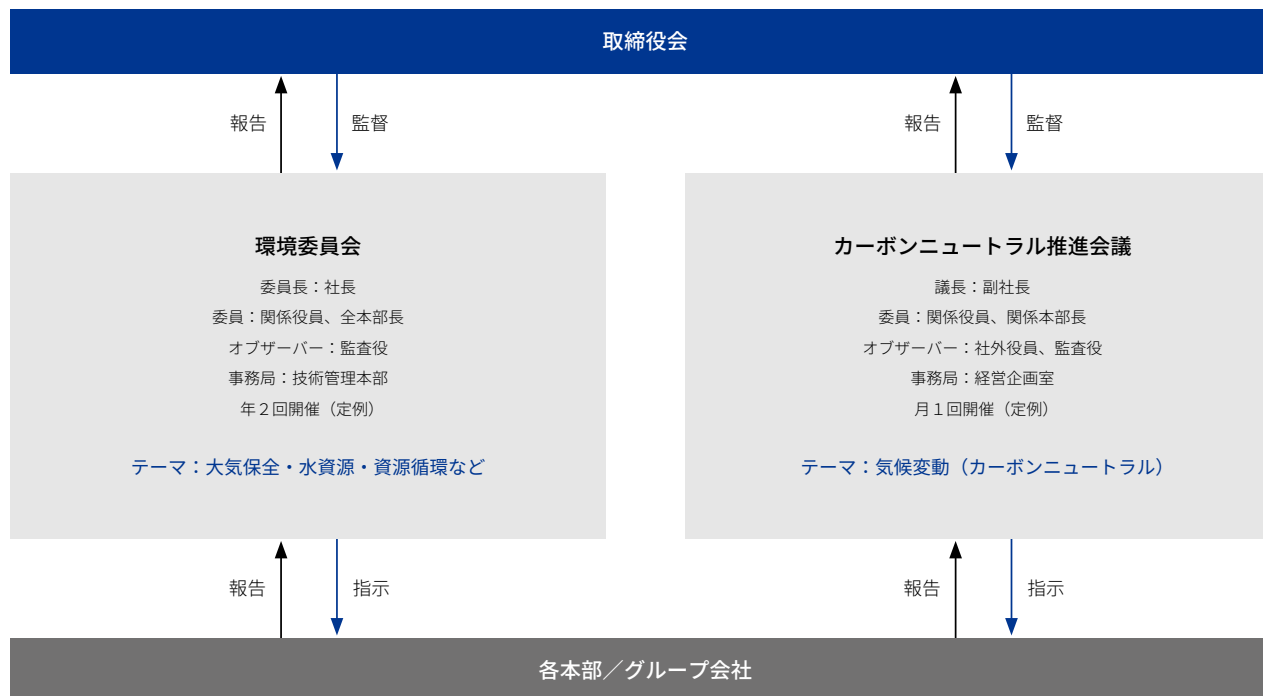 取締役会
報告
監督
報告
監督
環境委員会
委員長：社長
委員：関係役員、全本部長
オブザーバー：監査役
事務局：技術管理本部
年２回開催（定例）
テーマ：大気保全・水資源・資源循環など
カーボンニュートラル推進会議
議長：副社長
委員：関係役員、関係本部長
オブザーバー：社外役員、監査役
事務局：経営企画室
月１回開催（定例）
テーマ：気候変動（カーボンニュートラル）
報告
指示
報告
指示
各本部／グループ会社